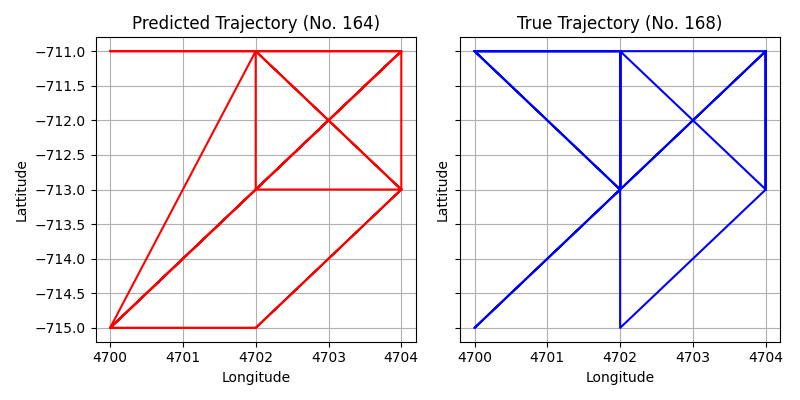 Predicted Trajectory (No. 164)
True Trajectory (No. 168)
−711.0
−711.5
−712.0
−712.5
−713.0
−713.5
−714.0
−714.5
−715.0
Lattitude
Lattitude
4700 4701 4702 4703 4704
4700 4701 4702 4703 4704
Longitude
Longitude